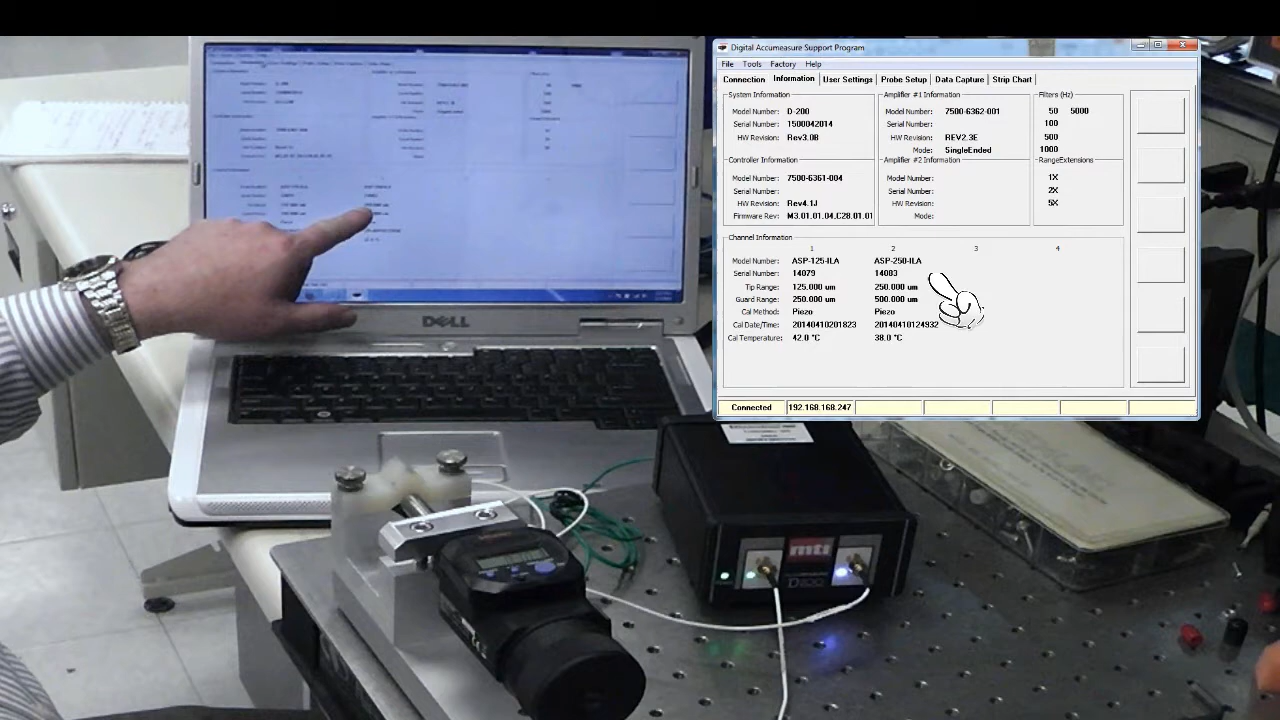 Digital Accumeasure Support Program
File Tools Factory Help
Connection Information User Settings Probe Setup Data Capture Strip Chart
System Information
Model Number: D-200
Serial Number: 1500042014
HW Revision: Rev3.0B
Amplifier #1 Information
Model Number: 7500-6362-001
Serial Number:
HW Revision: REV2.3E
Mode: SingleEnded
Filters (Hz)
50 5000
100
500
1000
Controller Information
Model Number: 7500-6361-004
Serial Number:
HW Revision: Rev4.1J
Firmware Rev: M3.01.01.04,C28.01.01
Amplifier #2 Information
Model Number:
Serial Number:
HW Revision:
Mode:
RangeExtensions
1X
2X
5X
Channel Information
1 2 3 4
Model Number: ASP-125-ILA ASP-250-ILA
Serial Number: 14079 14083
Tip Range: 125.000 um 250.000 um
Guard Range: 250.000 um 500.000 um
Cal Method: Piezo Piezo
Cal Date/Time: 20140410201823 20140410124932
Cal Temperature: 42.0 °C 38.0 °C
Connected 192.168.168.247
DELL
mti
D200